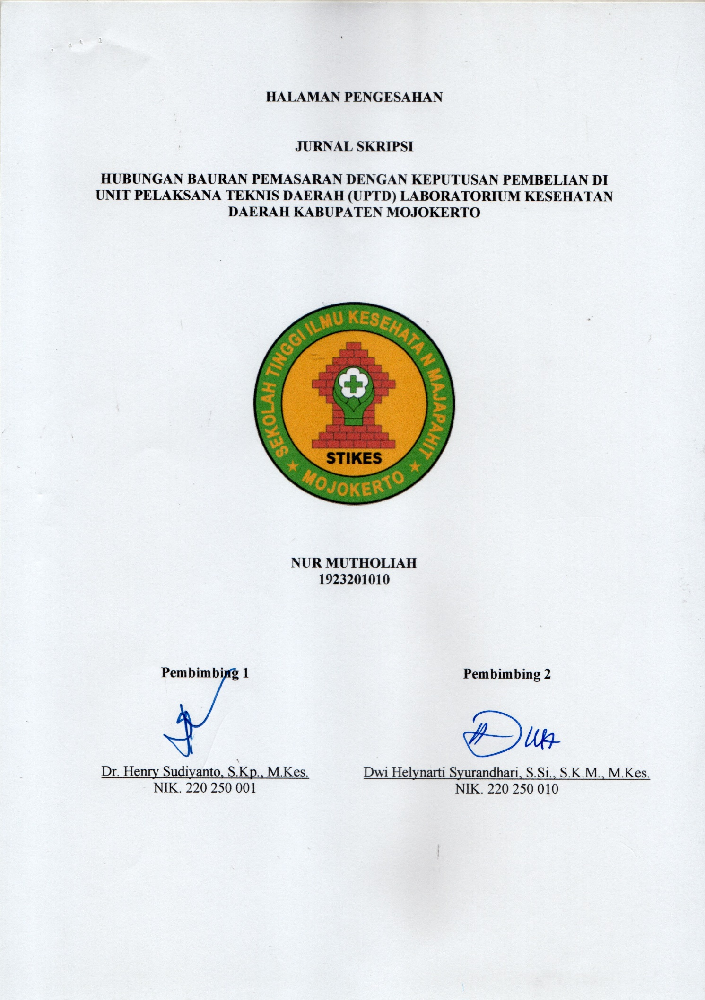 HALAMAN PENGESAHAN
JURNAL SKRIPSI
HUBUNGAN BAURAN PEMASARAN DENGAN KEPUTUSAN PEMBELIAN DI
UNIT PELAKSANA TEKNIS DAERAH (UPTD) LABORATORIUM KESEHATAN
DAERAH KABUPATEN MOJOKERTO
SEKOLAH TINGGI ILMU KESEHATA N MAJAPAHIT
STIKES
MOJOKERTO
NUR MUTHOLIAH
1923201010
Pembimbing 1
Pembimbing 2
Dr. Henry Sudiyanto, S.Kp., M.Kes.
NIK. 220 250 001
Dwi Helynarti Syurandhari, S.Si., S.K.M., M.Kes.
NIK. 220 250 010